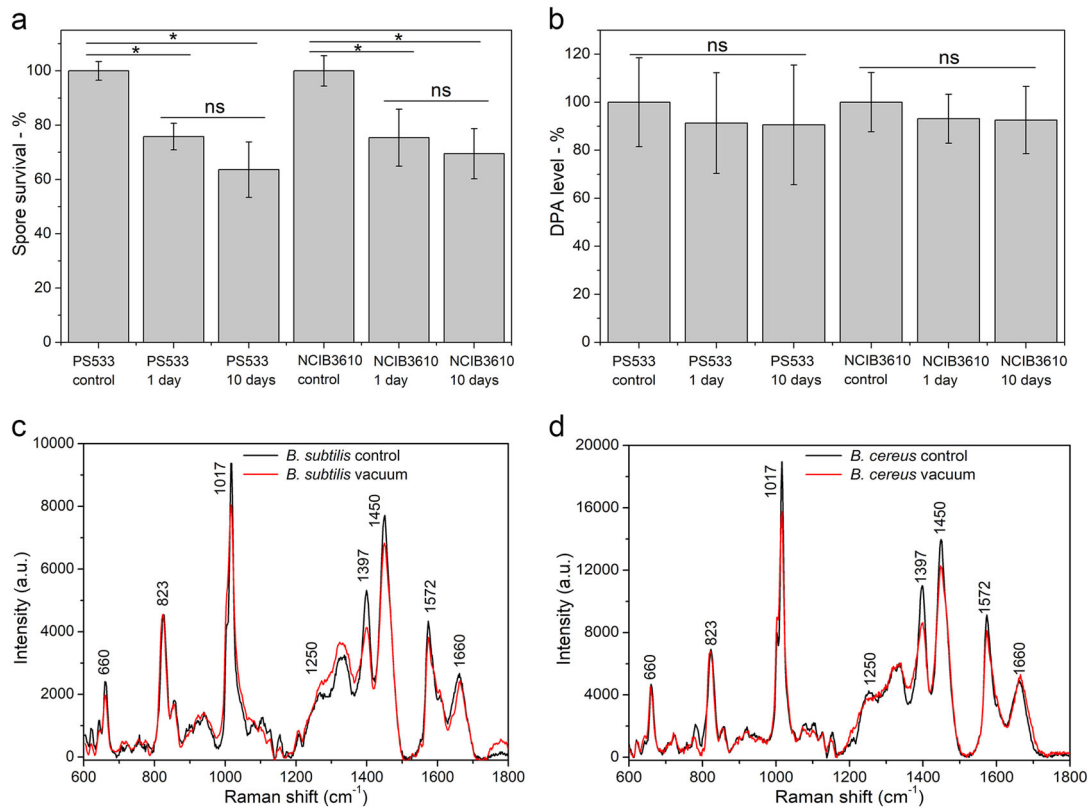 a
Spore survival - %
100
80
60
40
20
0
*
*
ns
*
*
ns
PS533 control
PS533 1 day
PS533 10 days
NCIB3610 control
NCIB3610 1 day
NCIB3610 10 days
b
DPA level - %
120
100
80
60
40
20
0
ns
ns
PS533 control
PS533 1 day
PS533 10 days
NCIB3610 control
NCIB3610 1 day
NCIB3610 10 days
c
Intensity (a.u.)
10000
8000
6000
4000
2000
0
B. subtilis control
B. subtilis vacuum
660
823
1017
1250
1397
1450
1572
1660
600 800 1000 1200 1400 1600 1800
Raman shift (cm⁻¹)
d
Intensity (a.u.)
20000
16000
12000
8000
4000
0
B. cereus control
B. cereus vacuum
660
823
1017
1250
1397
1450
1572
1660
600 800 1000 1200 1400 1600 1800
Raman shift (cm⁻¹)